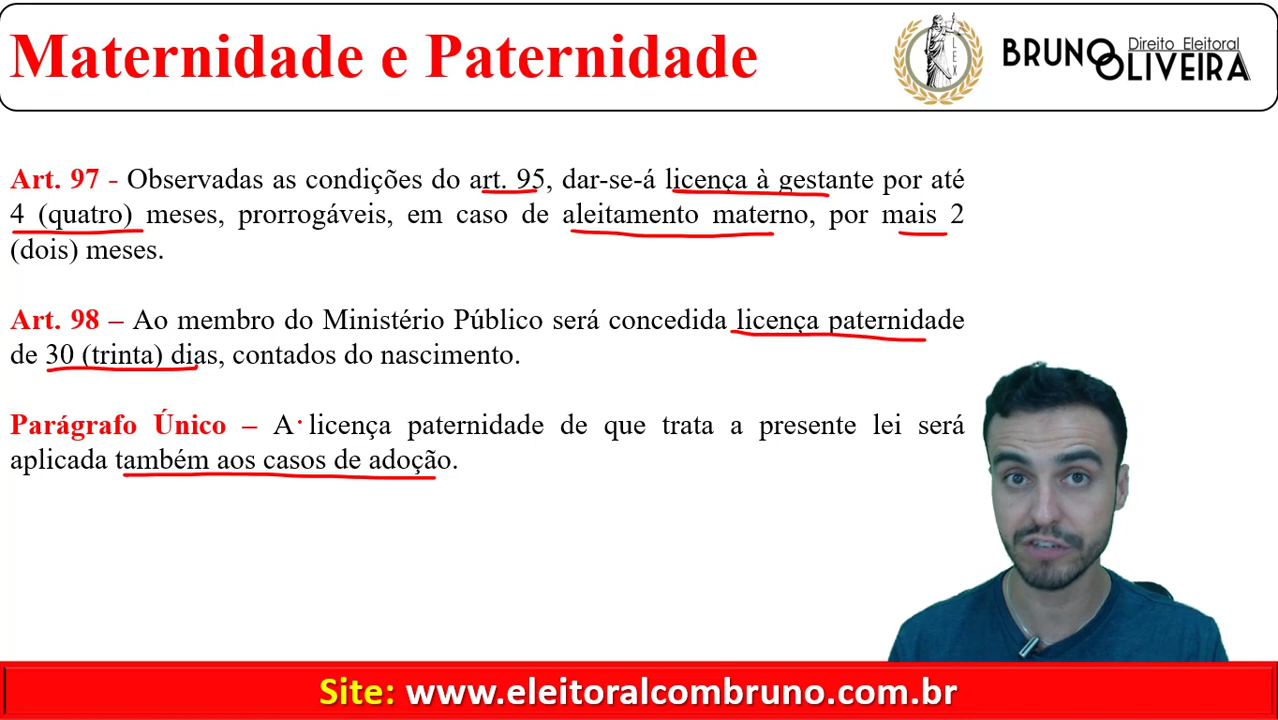 Maternidade e Paternidade
LEX
BRUNO OLIVEIRA
Direito Eleitoral
Art. 97 - Observadas as condições do art. 95, dar-se-á licença à gestante por até
4 (quatro) meses, prorrogáveis, em caso de aleitamento materno, por mais 2
(dois) meses.
Art. 98 – Ao membro do Ministério Público será concedida licença paternidade
de 30 (trinta) dias, contados do nascimento.
Parágrafo Único – A licença paternidade de que trata a presente lei será
aplicada também aos casos de adoção.
Site: www.eleitoralcombruno.com.br